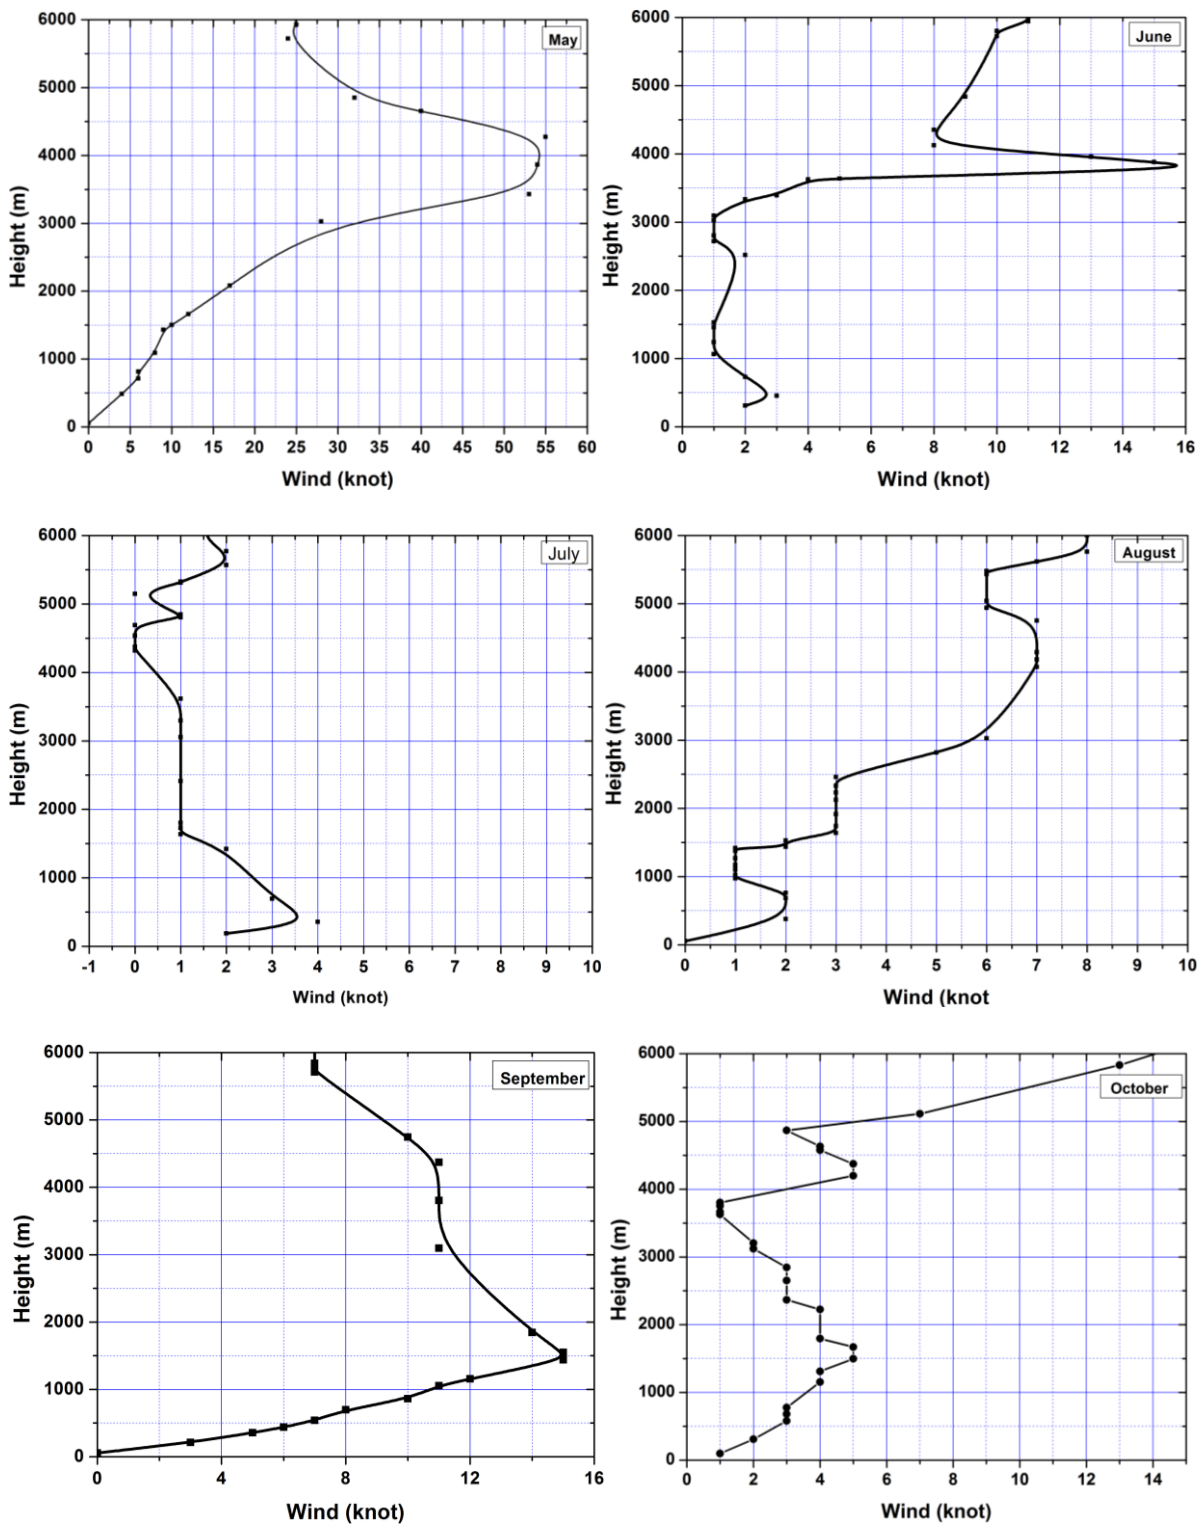 May
6000
5000
4000
3000
2000
1000
0
Height (m)
0 5 10 15 20 25 30 35 40 45 50 55 60
Wind (knot)
June
6000
5000
4000
3000
2000
1000
0
Height (m)
0 2 4 6 8 10 12 14 16
Wind (knot)
July
6000
5000
4000
3000
2000
1000
0
Height (m)
-1 0 1 2 3 4 5 6 7 8 9 10
Wind (knot)
August
6000
5000
4000
3000
2000
1000
0
Height (m)
0 1 2 3 4 5 6 7 8 9 10
Wind (knot
September
6000
5000
4000
3000
2000
1000
0
Height (m)
0 4 8 12 16
Wind (knot)
October
6000
5000
4000
3000
2000
1000
0
Height (m)
0 2 4 6 8 10 12 14
Wind (knot)